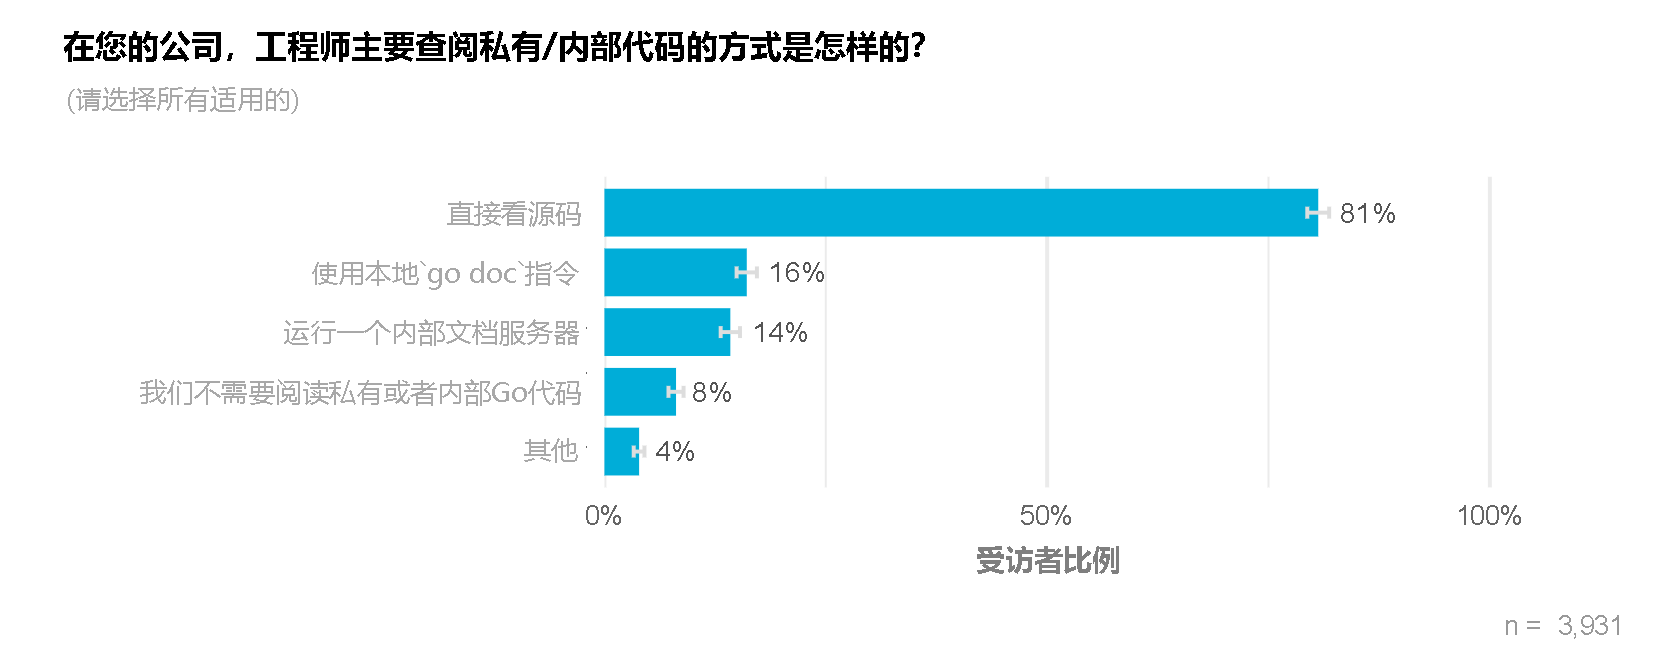 在您的公司，工程师主要查阅私有/内部代码的方式是怎样的？
(请选择所有适用的)
直接看源码 81%
使用本地`go doc`指令 16%
运行一个内部文档服务器 14%
我们不需要阅读私有或者内部Go代码 8%
其他 4%
0% 50% 100%
受访者比例
n = 3,931